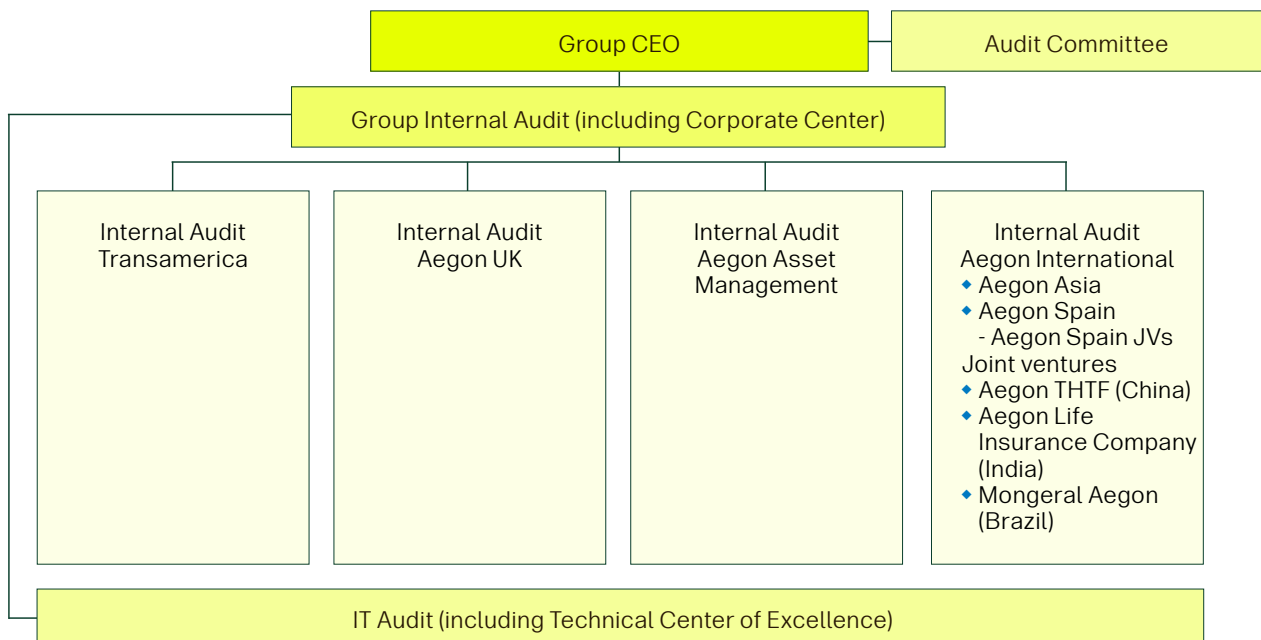 Group CEO
Audit Committee
Group Internal Audit (including Corporate Center)
Internal Audit
Transamerica
Internal Audit
Aegon UK
Internal Audit
Aegon Asset
Management
Internal Audit
Aegon International
◆ Aegon Asia
◆ Aegon Spain
- Aegon Spain JVs
Joint ventures
◆ Aegon THTF (China)
◆ Aegon Life
Insurance Company
(India)
◆ Mongeral Aegon
(Brazil)
IT Audit (including Technical Center of Excellence)